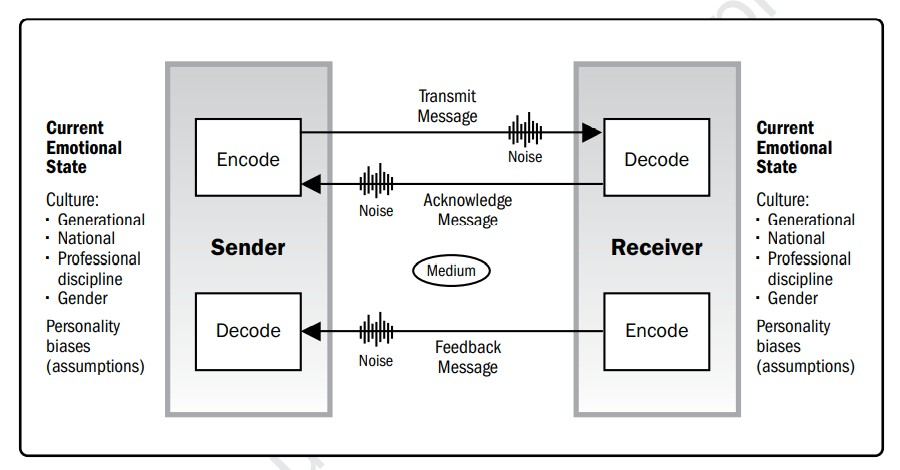 Current
Emotional
State
Culture:
· Generational
· National
· Professional
discipline
· Gender
Personality
biases
(assumptions)
Encode
Sender
Decode
Transmit
Message
Noise
Noise
Acknowledge
Message
Medium
Noise
Feedback
Message
Decode
Receiver
Encode
Current
Emotional
State
Culture:
· Generational
· National
· Professional
discipline
· Gender
Personality
biases
(assumptions)